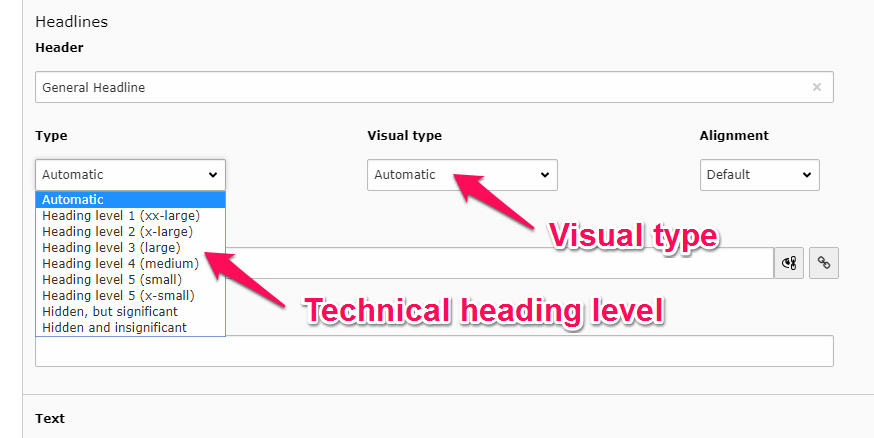 Headlines
Header
General Headline ×
Type Visual type Alignment
Automatic Automatic Default
Automatic
Heading level 1 (xx-large)
Heading level 2 (x-large)
Heading level 3 (large)
Heading level 4 (medium)
Heading level 5 (small)
Heading level 5 (x-small)
Hidden, but significant
Hidden and insignificant
Visual type
Technical heading level
Text